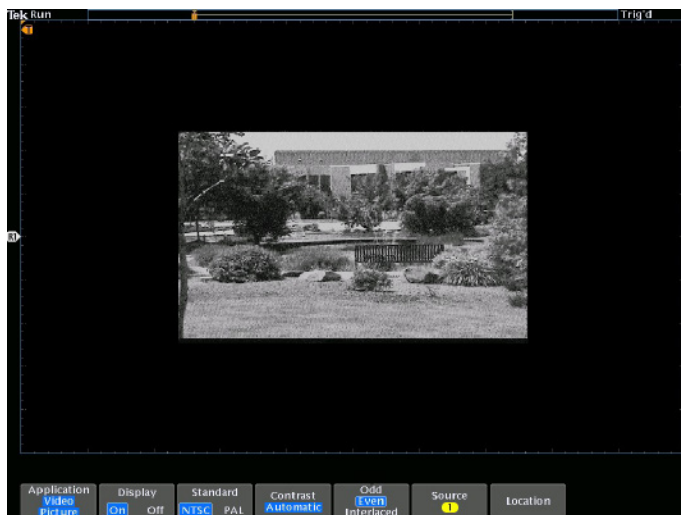 Tek Run Trig'd
T
R1
Application Display Standard Contrast Odd Source Location
Video Even
Picture On Off NTSC PAL Automatic Interlaced 1